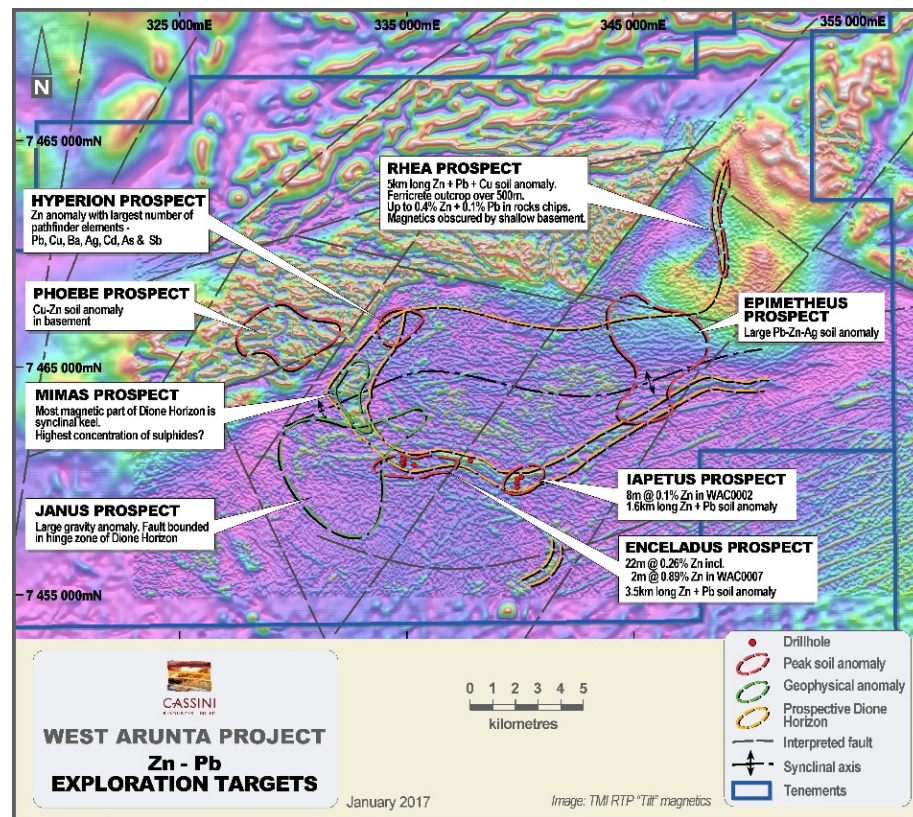 325 000mE
335 000mE
345 000mE
355 000mE
N
7 465 000mN
RHEA PROSPECT
5km long Zn + Pb + Cu soil anomaly.
Ferricrete outcrop over 500m.
Up to 0.4% Zn + 0.1% Pb in rocks chips.
Magnetics obscured by shallow basement.
HYPERION PROSPECT
Zn anomaly with largest number of
pathfinder elements -
Pb, Cu, Ba, Ag, Cd, As & Sb
PHOEBE PROSPECT
Cu-Zn soil anomaly
in basement
EPIMETHEUS
PROSPECT
Large Pb-Zn-Ag soil anomaly
7 465 000mN
MIMAS PROSPECT
Most magnetic part of Dione Horizon is
synclinal keel.
Highest concentration of sulphides?
JANUS PROSPECT
Large gravity anomaly. Fault bounded
in hinge zone of Dione Horizon
IAPETUS PROSPECT
8m @ 0.1% Zn in WAC0002
1.6km long Zn + Pb soil anomaly
ENCELADUS PROSPECT
22m @ 0.26% Zn incl.
2m @ 0.89% Zn in WAC0007
3.5km long Zn + Pb soil anomaly
7 455 000mN
CASSINI
WEST ARUNTA PROJECT
Zn - Pb
EXPLORATION TARGETS
0 1 2 3 4 5
kilometres
January 2017
Image: TMI RTP "Tilt" magnetics
Drillhole
Peak soil anomaly
Geophysical anomaly
Prospective Dione
Horizon
Interpreted fault
Synclinal axis
Tenements